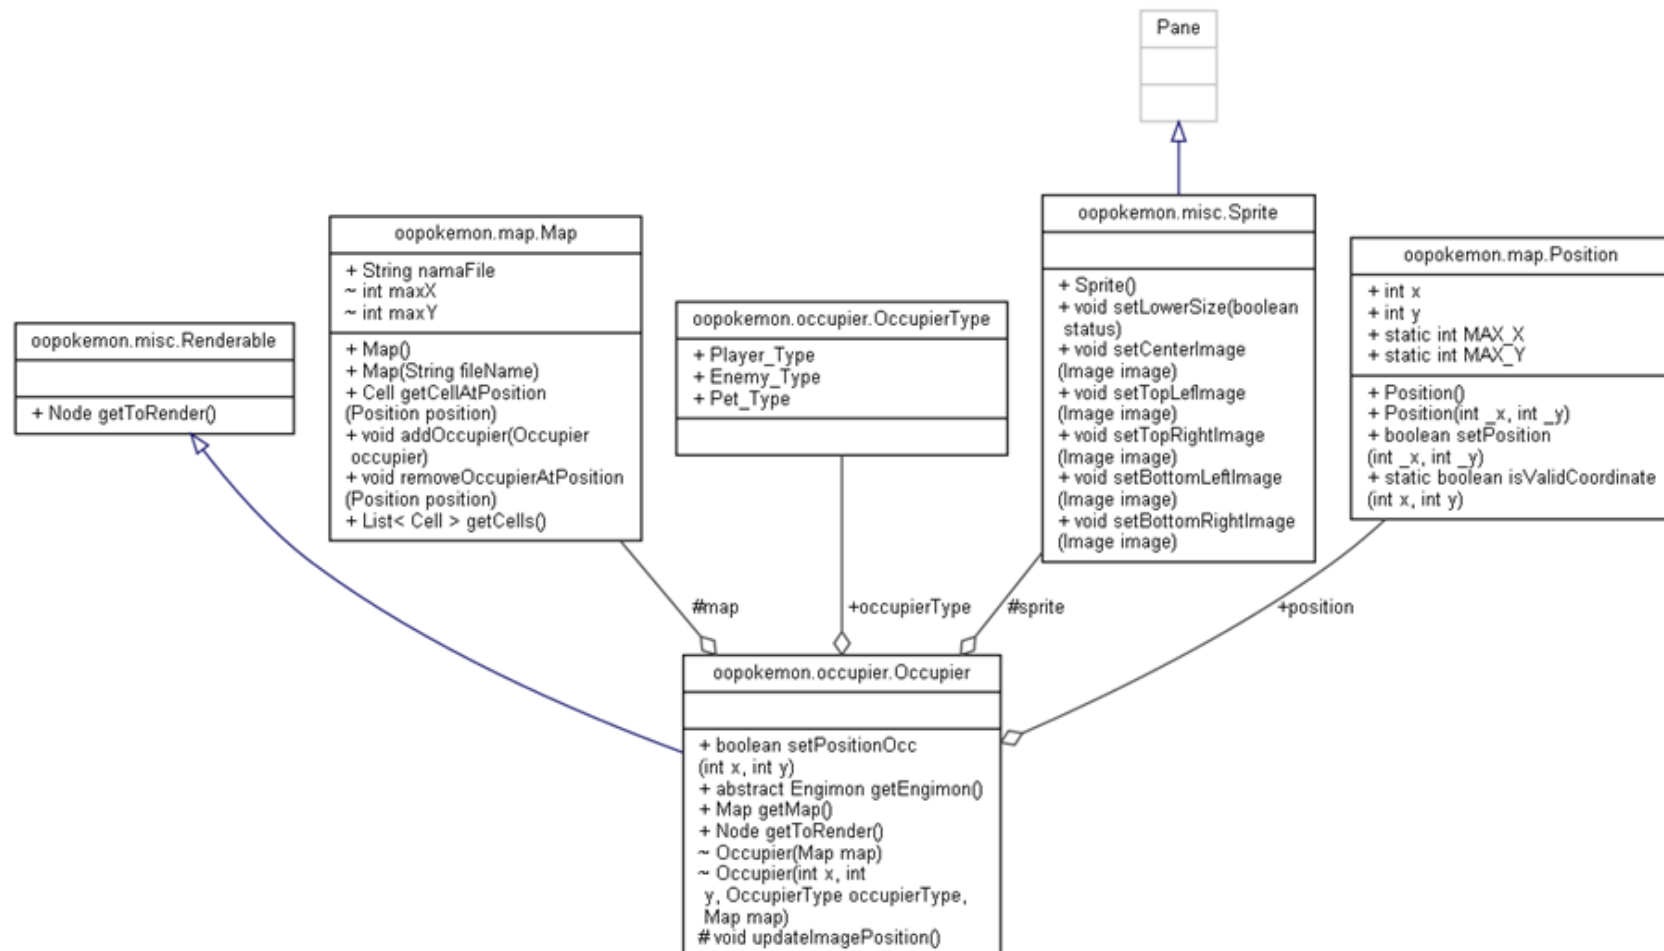 Pane
oopokemon.misc.Sprite
+ Sprite()
+ void setLowerSize(boolean
status)
+ void setCenterImage
(Image image)
+ void setTopLefImage
(Image image)
+ void setTopRightImage
(Image image)
+ void setBottomLeftImage
(Image image)
+ void setBottomRightImage
(Image image)
oopokemon.map.Map
+ String namaFile
~ int maxX
~ int maxY
+ Map()
+ Map(String fileName)
+ Cell getCellAtPosition
(Position position)
+ void addOccupier(Occupier
occupier)
+ void removeOccupierAtPosition
(Position position)
+ List< Cell > getCells()
oopokemon.map.Position
+ int x
+ int y
+ static int MAX_X
+ static int MAX_Y
+ Position()
+ Position(int _x, int _y)
+ boolean setPosition
(int _x, int _y)
+ static boolean isValidCoordinate
(int x, int y)
oopokemon.occupier.OccupierType
+ Player_Type
+ Enemy_Type
+ Pet_Type
oopokemon.misc.Renderable
+ Node getToRender()
#map
+occupierType
#sprite
+position
oopokemon.occupier.Occupier
+ boolean setPositionOcc
(int x, int y)
+ abstract Engimon getEngimon()
+ Map getMap()
+ Node getToRender()
~ Occupier(Map map)
~ Occupier(int x, int
y, OccupierType occupierType,
Map map)
# void updateImagePosition()